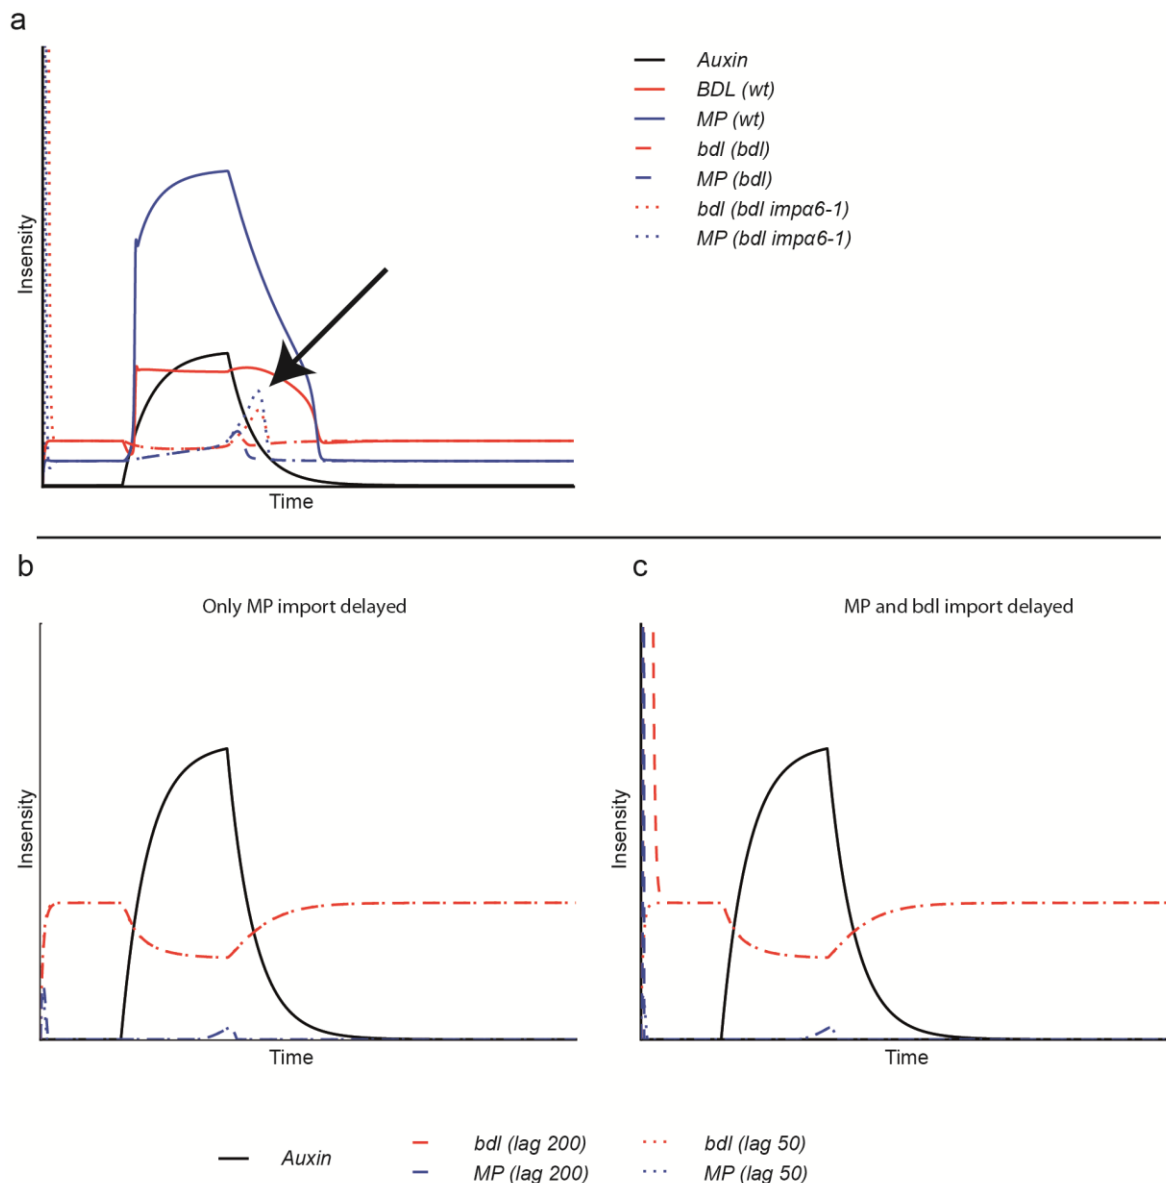 a
Insensity
Time
Auxin
BDL (wt)
MP (wt)
bdl (bdl)
MP (bdl)
bdl (bdl impα6-1)
MP (bdl impα6-1)
b
Only MP import delayed
Insensity
Time
c
MP and bdl import delayed
Insensity
Time
Auxin
bdl (lag 200)
MP (lag 200)
bdl (lag 50)
MP (lag 50)